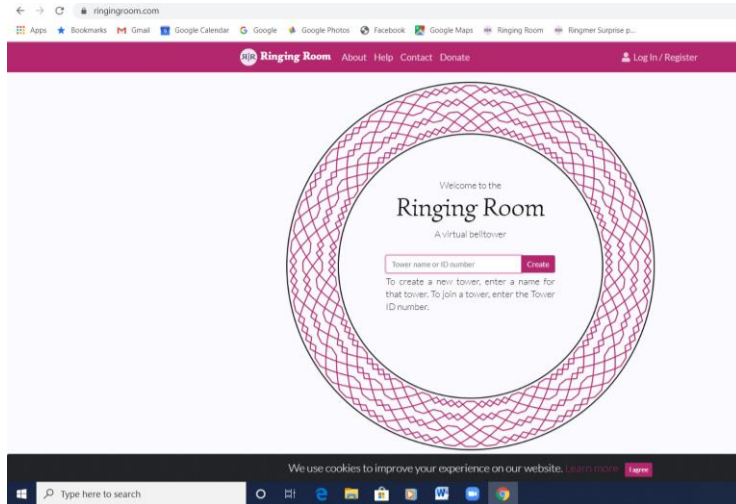 ringingroom.com
Apps Bookmarks Gmail Google Calendar Google Google Photos Facebook Google Maps Ringing Room Ringmer Surprise p...
RR Ringing Room About Help Contact Donate Log In / Register
Welcome to the
Ringing Room
A virtual belltower
Tower name or ID number Create
To create a new tower, enter a name for
that tower. To join a tower, enter the Tower
ID number.
We use cookies to improve your experience on our website. Learn more I agree
Type here to search